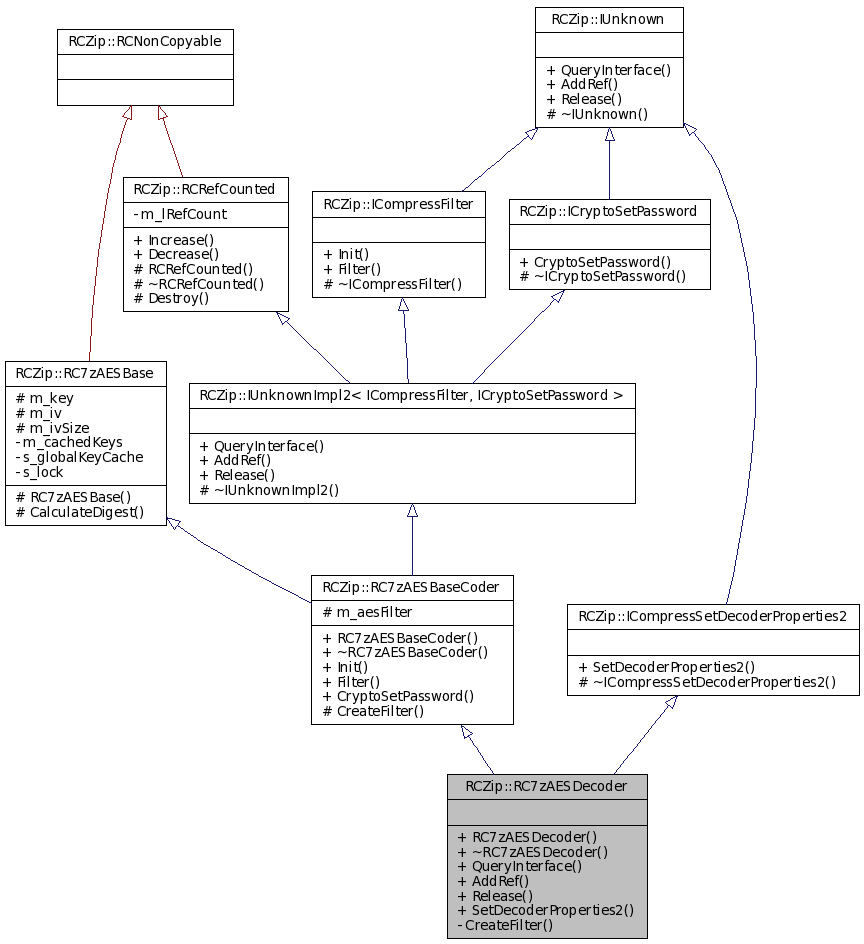 RCZip::IUnknown
+ QueryInterface()
+ AddRef()
+ Release()
# ~IUnknown()
RCZip::RCNonCopyable
RCZip::RCRefCounted
- m_lRefCount
+ Increase()
+ Decrease()
# RCRefCounted()
# ~RCRefCounted()
# Destroy()
RCZip::ICompressFilter
+ Init()
+ Filter()
# ~ICompressFilter()
RCZip::ICryptoSetPassword
+ CryptoSetPassword()
# ~ICryptoSetPassword()
RCZip::RC7zAESBase
# m_key
# m_iv
# m_ivSize
- m_cachedKeys
- s_globalKeyCache
- s_lock
# RC7zAESBase()
# CalculateDigest()
RCZip::IUnknownImpl2< ICompressFilter, ICryptoSetPassword >
+ QueryInterface()
+ AddRef()
+ Release()
# ~IUnknownImpl2()
RCZip::RC7zAESBaseCoder
# m_aesFilter
+ RC7zAESBaseCoder()
+ ~RC7zAESBaseCoder()
+ Init()
+ Filter()
+ CryptoSetPassword()
# CreateFilter()
RCZip::ICompressSetDecoderProperties2
+ SetDecoderProperties2()
# ~ICompressSetDecoderProperties2()
RCZip::RC7zAESDecoder
+ RC7zAESDecoder()
+ ~RC7zAESDecoder()
+ QueryInterface()
+ AddRef()
+ Release()
+ SetDecoderProperties2()
- CreateFilter()